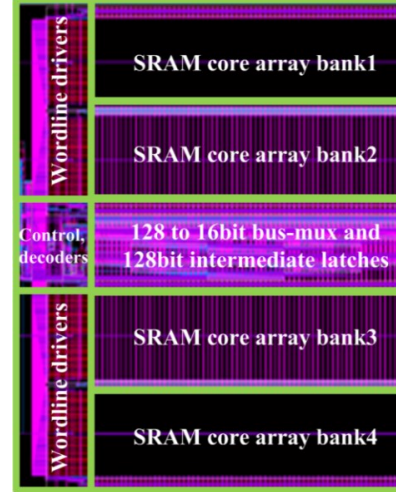 Wordline drivers
SRAM core array bank1
SRAM core array bank2
Control,
decoders
128 to 16bit bus-mux and
128bit intermediate latches
Wordline drivers
SRAM core array bank3
SRAM core array bank4